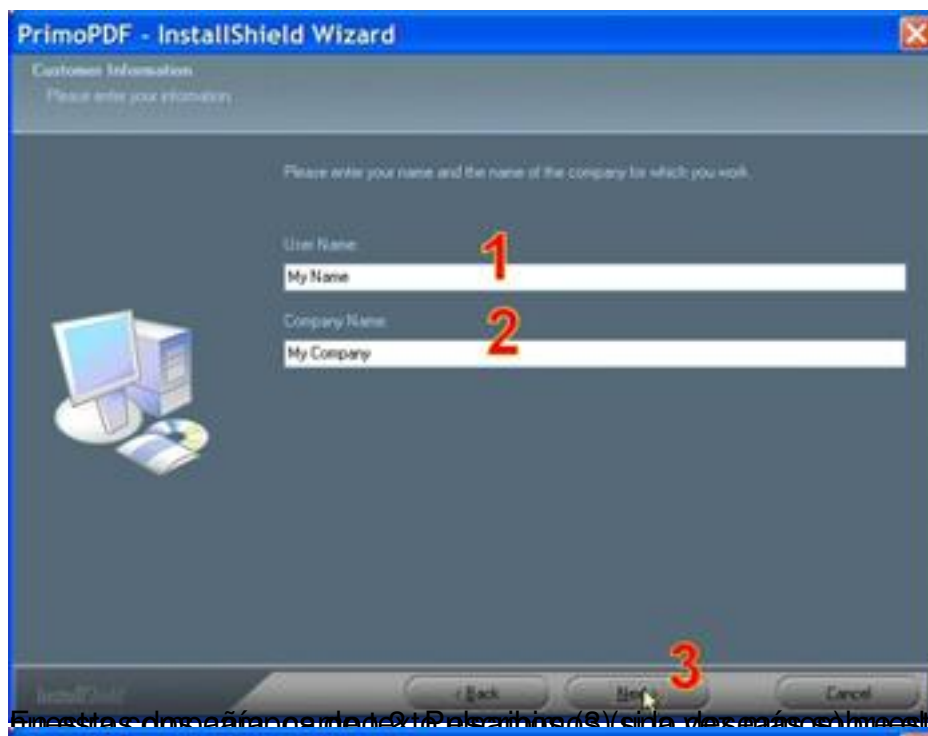 PrimoPDF - InstallShield Wizard
Customer Information
Please enter your information.
Please enter your name and the name of the company for which you work.
User Name:
1
My Name
Company Name:
2
My Company
3
InstallShield
< Back
Next
Cancel